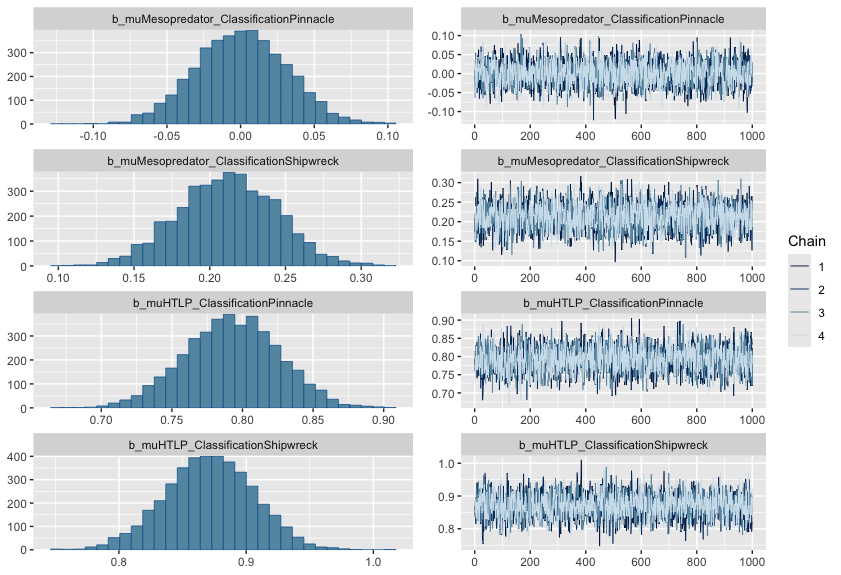 b_muMesopredator_ClassificationPinnacle
300
200
100
0
-0.10 -0.05 0.00 0.05 0.10
b_muMesopredator_ClassificationPinnacle
0.10
0.05
0.00
-0.05
-0.10
0 200 400 600 800 1000
b_muMesopredator_ClassificationShipwreck
300
200
100
0
0.10 0.15 0.20 0.25 0.30
b_muMesopredator_ClassificationShipwreck
0.30
0.25
0.20
0.15
0.10
0 200 400 600 800 1000
b_muHTLP_ClassificationPinnacle
300
200
100
0
0.70 0.75 0.80 0.85 0.90
b_muHTLP_ClassificationPinnacle
0.90
0.85
0.80
0.75
0.70
0 200 400 600 800 1000
b_muHTLP_ClassificationShipwreck
400
300
200
100
0
0.8 0.9 1.0
b_muHTLP_ClassificationShipwreck
1.0
0.9
0.8
0 200 400 600 800 1000
Chain
1
2
3
4